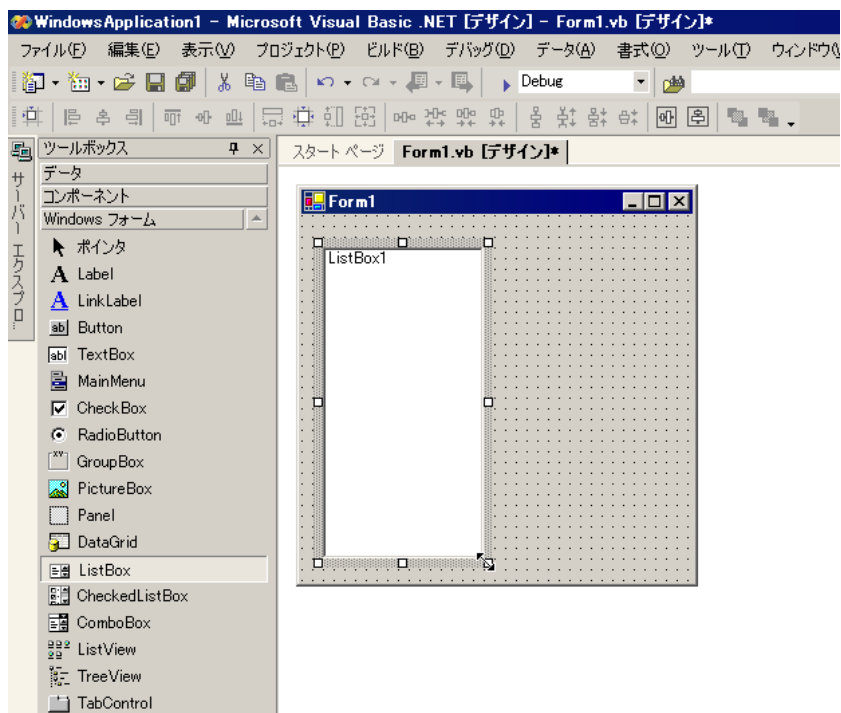 WindowsApplication1 - Microsoft Visual Basic .NET [デザイン] - Form1.vb [デザイン]*
ファイル(F) 編集(E) 表示(V) プロジェクト(P) ビルド(B) デバッグ(D) データ(A) 書式(O) ツール(T) ウィンドウ(
Debug
ツールボックス
スタート ページ Form1.vb [デザイン]*
サーバー エクスプロ...
データ
コンポーネント
Windows フォーム
ポインタ
A Label
A LinkLabel
ab Button
abl TextBox
MainMenu
CheckBox
RadioButton
XY GroupBox
PictureBox
Panel
DataGrid
ListBox
CheckedListBox
ComboBox
ListView
TreeView
TabControl
Form1
ListBox1